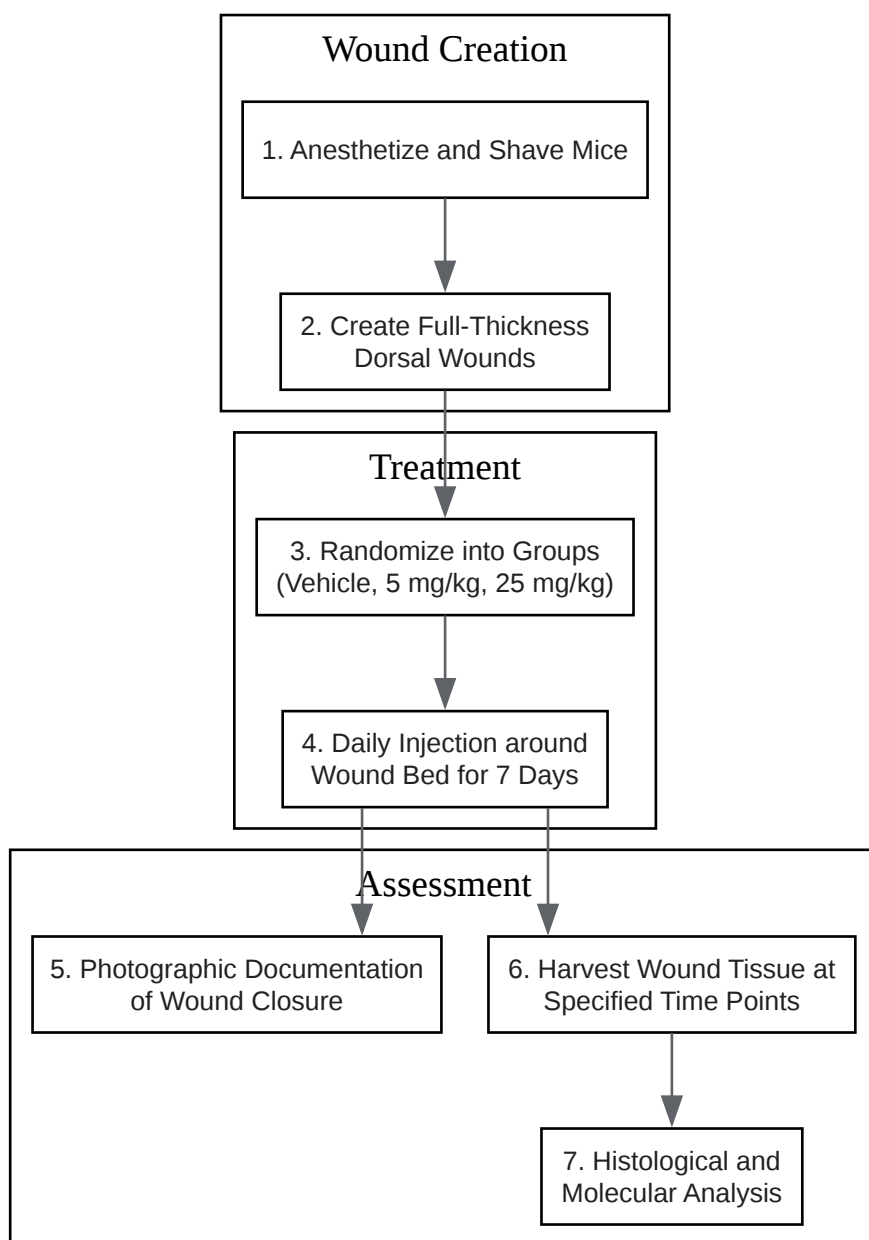 Wound Creation
1. Anesthetize and Shave Mice
2. Create Full-Thickness
Dorsal Wounds
Treatment
3. Randomize into Groups
(Vehicle, 5 mg/kg, 25 mg/kg)
4. Daily Injection around
Wound Bed for 7 Days
Assessment
5. Photographic Documentation
of Wound Closure
6. Harvest Wound Tissue at
Specified Time Points
7. Histological and
Molecular Analysis